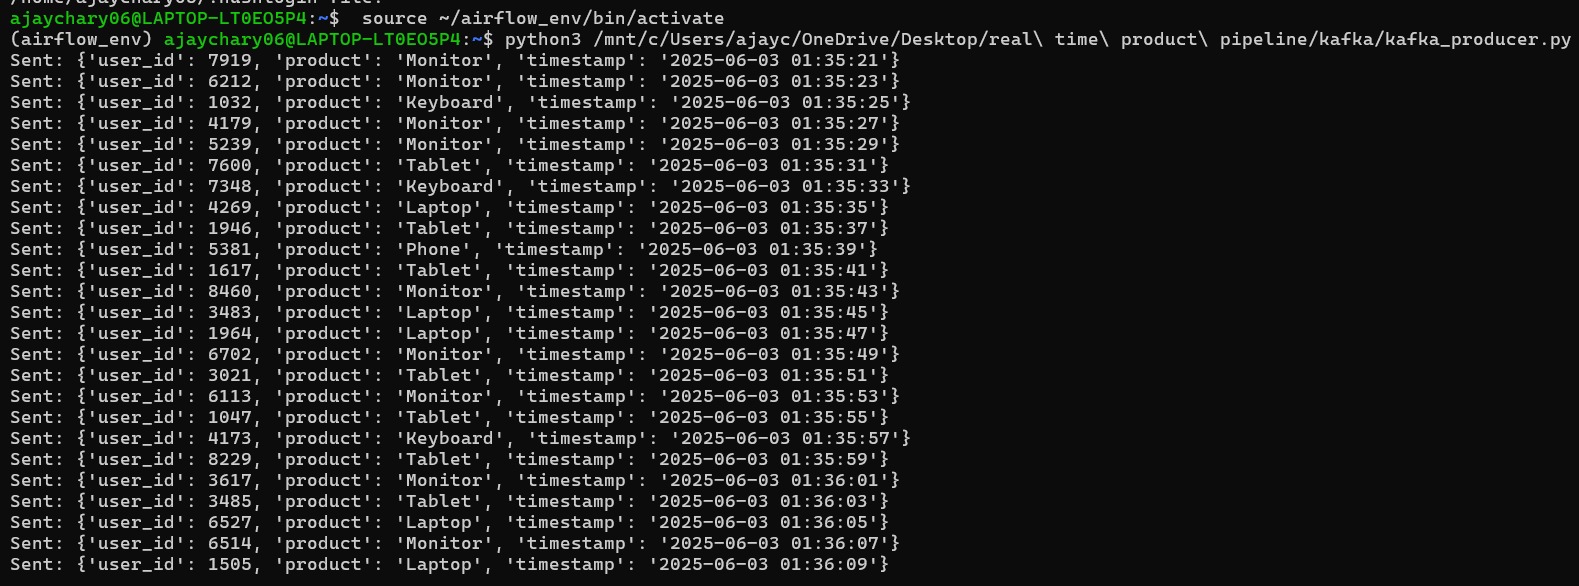 ajaychary06@LAPTOP-LT0EO5P4:~$  source ~/airflow_env/bin/activate
(airflow_env) ajaychary06@LAPTOP-LT0EO5P4:~$ python3 /mnt/c/Users/ajayc/OneDrive/Desktop/real\ time\ product\ pipeline/kafka/kafka_producer.py
Sent: {'user_id': 7919, 'product': 'Monitor', 'timestamp': '2025-06-03 01:35:21'}
Sent: {'user_id': 6212, 'product': 'Monitor', 'timestamp': '2025-06-03 01:35:23'}
Sent: {'user_id': 1032, 'product': 'Keyboard', 'timestamp': '2025-06-03 01:35:25'}
Sent: {'user_id': 4179, 'product': 'Monitor', 'timestamp': '2025-06-03 01:35:27'}
Sent: {'user_id': 5239, 'product': 'Monitor', 'timestamp': '2025-06-03 01:35:29'}
Sent: {'user_id': 7600, 'product': 'Tablet', 'timestamp': '2025-06-03 01:35:31'}
Sent: {'user_id': 7348, 'product': 'Keyboard', 'timestamp': '2025-06-03 01:35:33'}
Sent: {'user_id': 4269, 'product': 'Laptop', 'timestamp': '2025-06-03 01:35:35'}
Sent: {'user_id': 1946, 'product': 'Tablet', 'timestamp': '2025-06-03 01:35:37'}
Sent: {'user_id': 5381, 'product': 'Phone', 'timestamp': '2025-06-03 01:35:39'}
Sent: {'user_id': 1617, 'product': 'Tablet', 'timestamp': '2025-06-03 01:35:41'}
Sent: {'user_id': 8460, 'product': 'Monitor', 'timestamp': '2025-06-03 01:35:43'}
Sent: {'user_id': 3483, 'product': 'Laptop', 'timestamp': '2025-06-03 01:35:45'}
Sent: {'user_id': 1964, 'product': 'Laptop', 'timestamp': '2025-06-03 01:35:47'}
Sent: {'user_id': 6702, 'product': 'Monitor', 'timestamp': '2025-06-03 01:35:49'}
Sent: {'user_id': 3021, 'product': 'Tablet', 'timestamp': '2025-06-03 01:35:51'}
Sent: {'user_id': 6113, 'product': 'Monitor', 'timestamp': '2025-06-03 01:35:53'}
Sent: {'user_id': 1047, 'product': 'Tablet', 'timestamp': '2025-06-03 01:35:55'}
Sent: {'user_id': 4173, 'product': 'Keyboard', 'timestamp': '2025-06-03 01:35:57'}
Sent: {'user_id': 8229, 'product': 'Tablet', 'timestamp': '2025-06-03 01:35:59'}
Sent: {'user_id': 3617, 'product': 'Monitor', 'timestamp': '2025-06-03 01:36:01'}
Sent: {'user_id': 3485, 'product': 'Tablet', 'timestamp': '2025-06-03 01:36:03'}
Sent: {'user_id': 6527, 'product': 'Laptop', 'timestamp': '2025-06-03 01:36:05'}
Sent: {'user_id': 6514, 'product': 'Monitor', 'timestamp': '2025-06-03 01:36:07'}
Sent: {'user_id': 1505, 'product': 'Laptop', 'timestamp': '2025-06-03 01:36:09'}